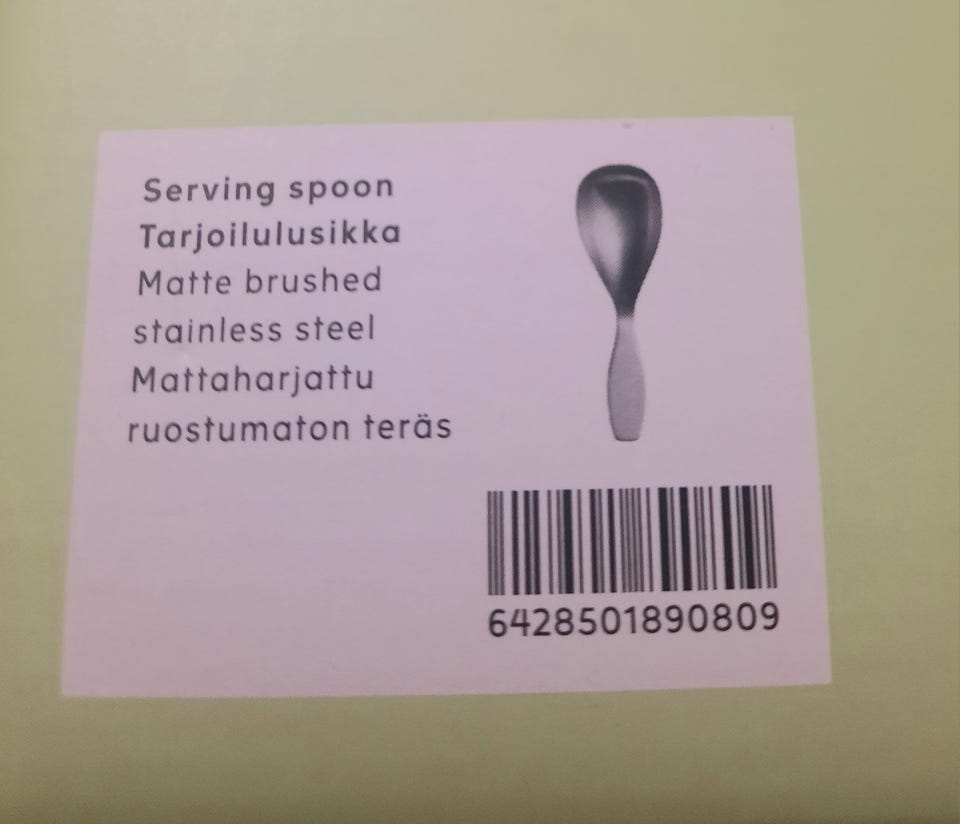 Serving spoon
Tarjoilulusikka
Matte brushed
stainless steel
Mattaharjattu
ruostumaton teräs
6428501890809